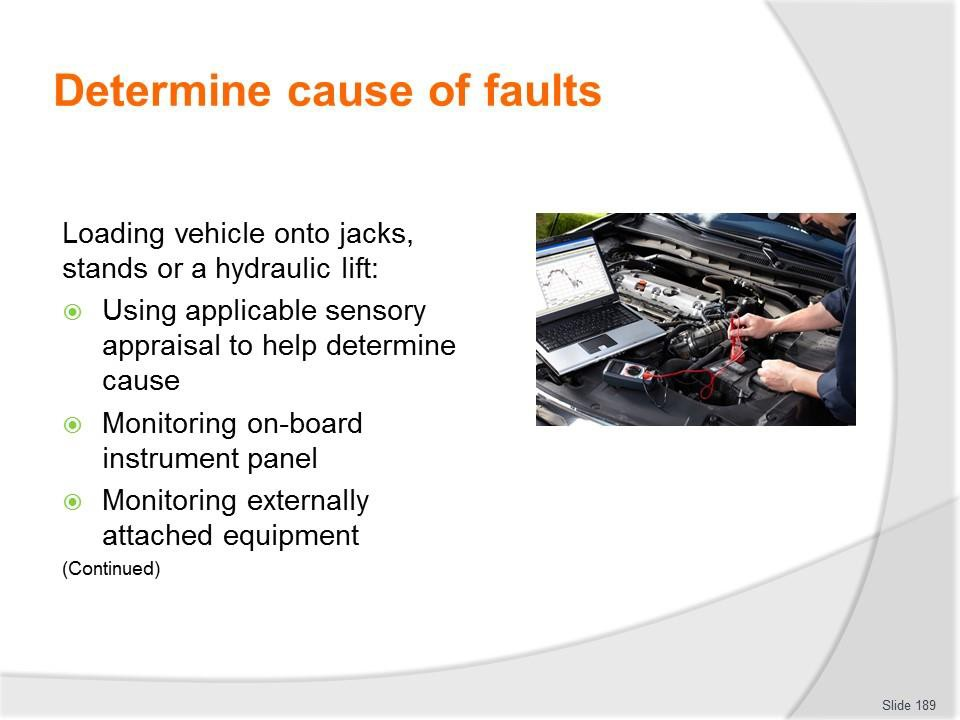 Determine cause of faults
Loading vehicle onto jacks,
stands or a hydraulic lift:
Using applicable sensory
appraisal to help determine
cause
Monitoring on-board
instrument panel
Monitoring externally
attached equipment
(Continued)
Slide 189